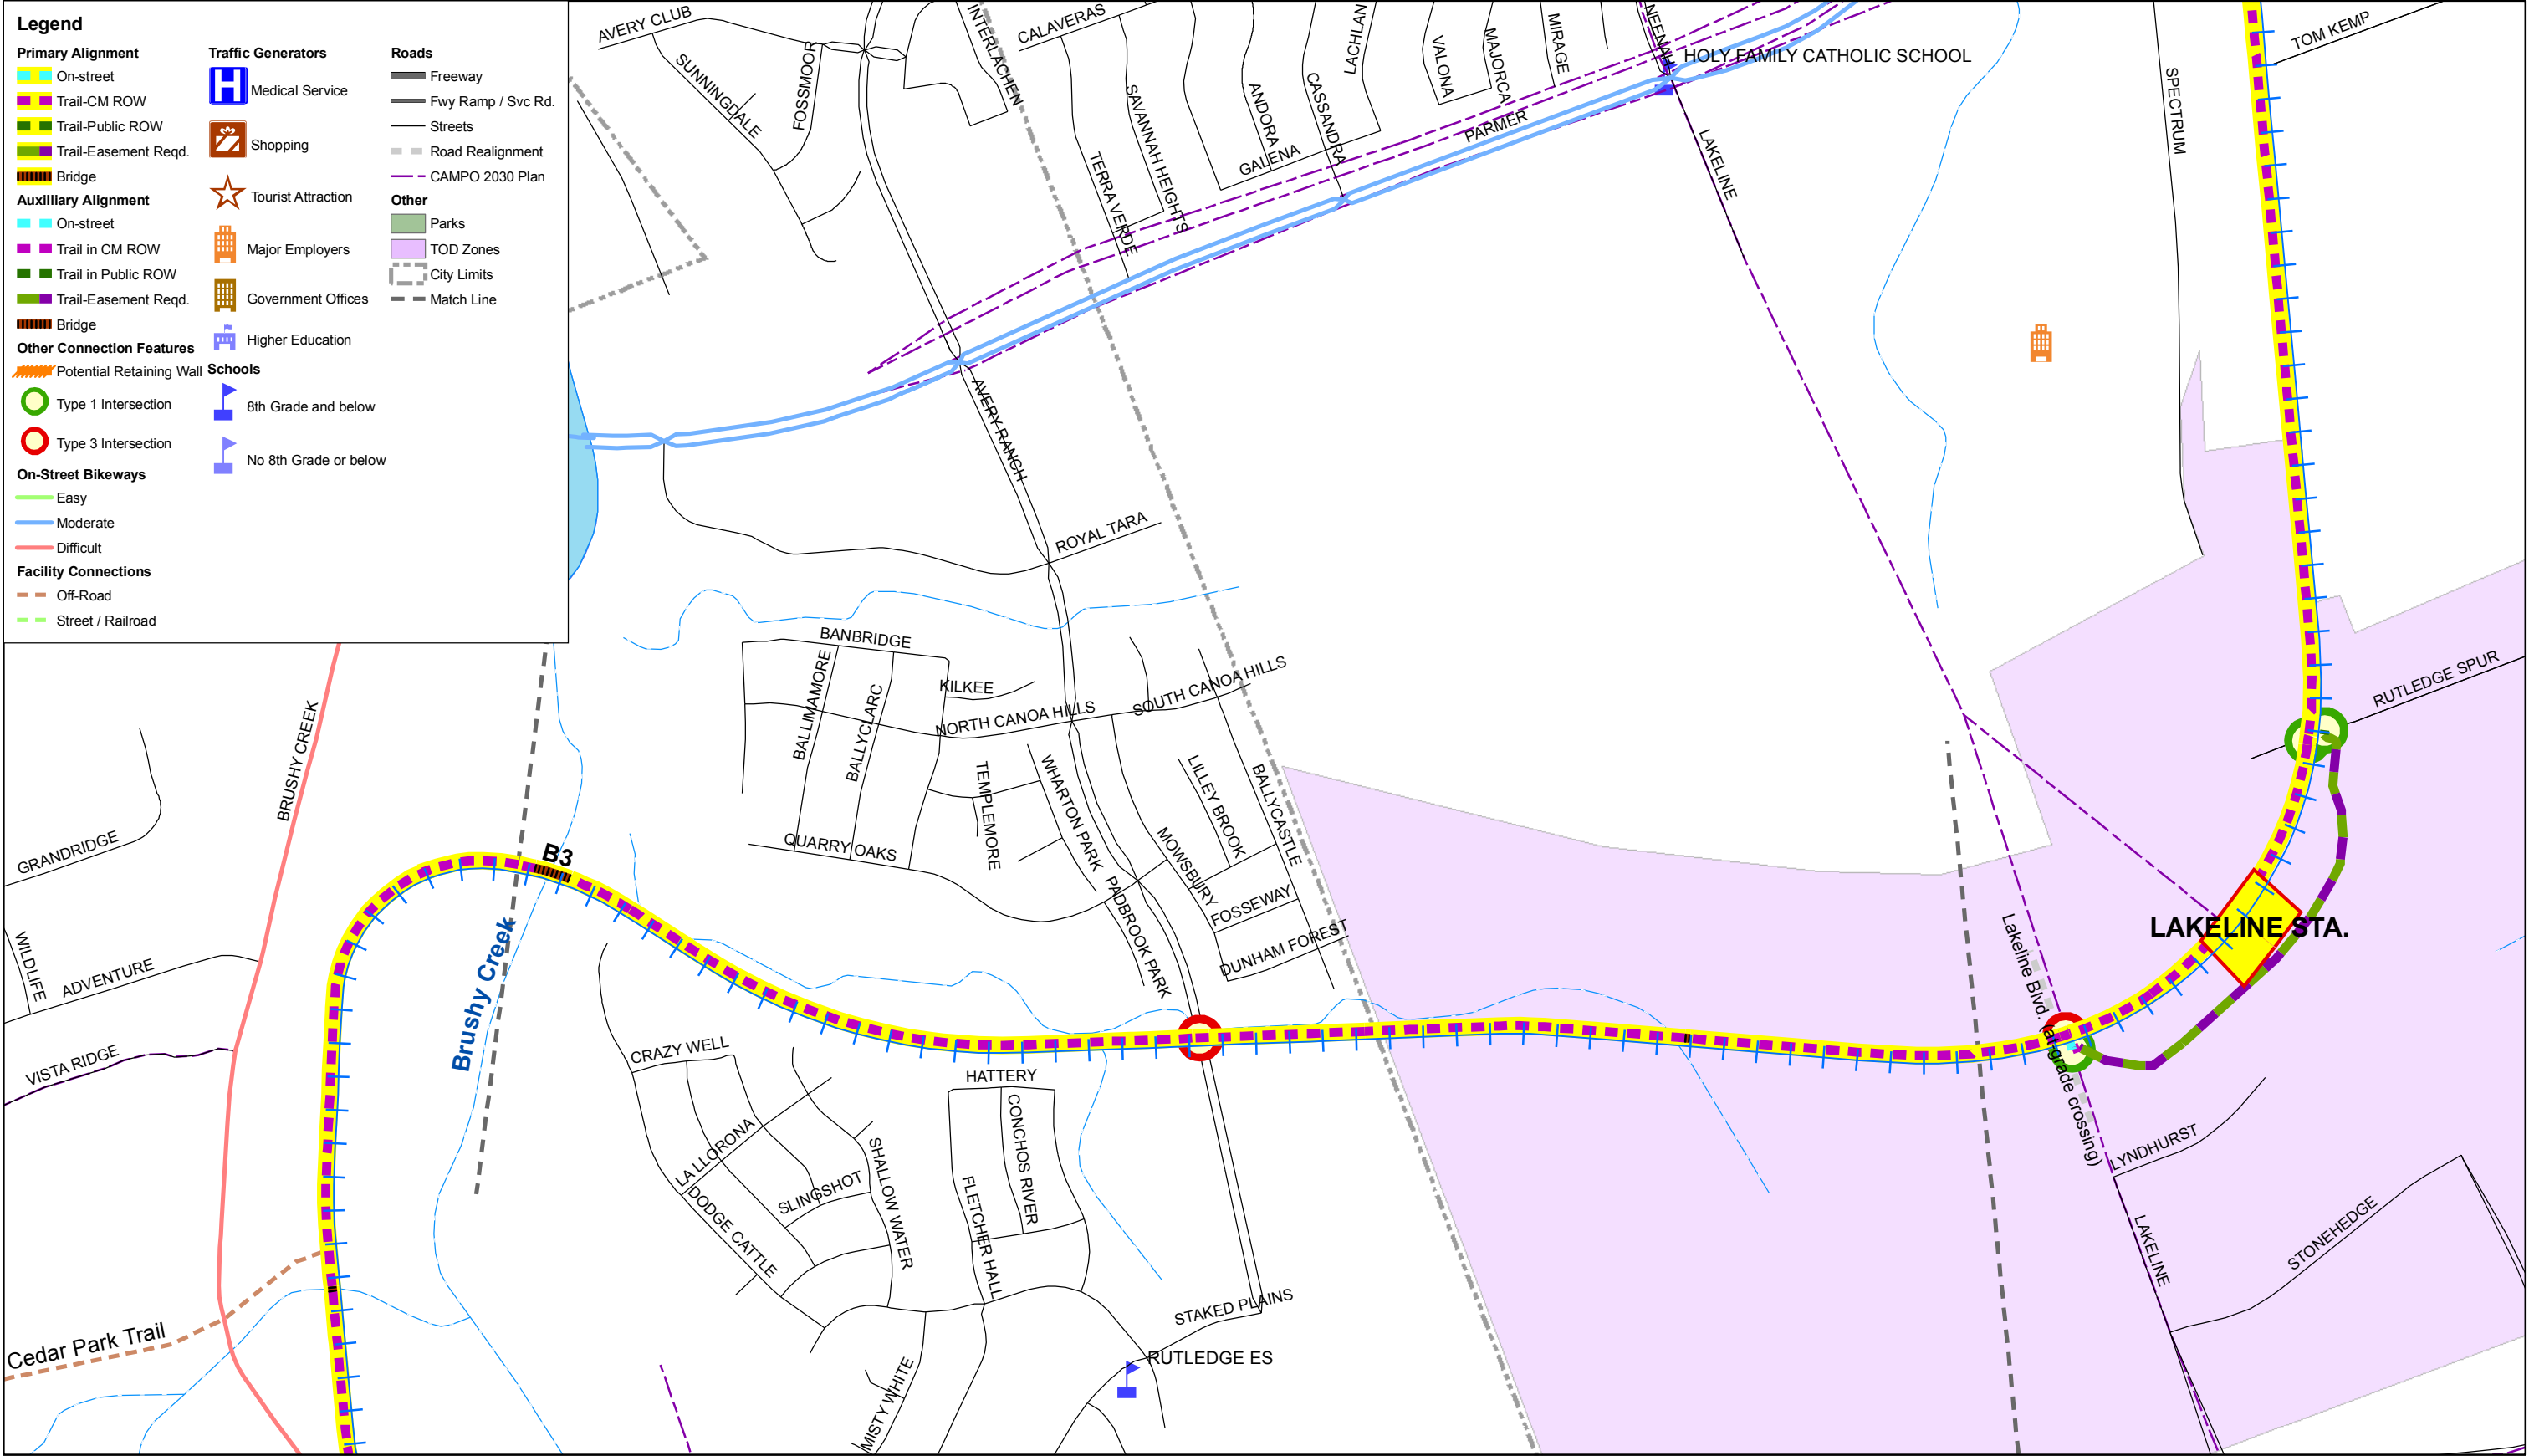 Legend
Primary Alignment
On-street
Trail-CM ROW
Trail-Public ROW
Trail-Easement Reqd.
Bridge
Auxilliary Alignment
On-street
Trail in CM ROW
Trail in Public ROW
Trail-Easement Reqd.
Bridge
Other Connection Features
Potential Retaining Wall
Type 1 Intersection
Type 3 Intersection
On-Street Bikeways
Easy
Moderate
Difficult
Facility Connections
Off-Road
Street / Railroad
Traffic Generators
Medical Service
Shopping
Tourist Attraction
Major Employers
Government Offices
Higher Education
Schools
8th Grade and below
No 8th Grade or below
Roads
Freeway
Fwy Ramp / Svc Rd.
Streets
Road Realignment
CAMPO 2030 Plan
Other
Parks
TOD Zones
City Limits
Match Line
AVERY CLUB
SUNNINGDALE
FOSSMOOR
INTERLACHEN
CALAVERAS
TERRA VERDE
SAVANNAH HEIGHTS
ANDORA
GALENA
CASSANDRA
LACHLAN
VALONA
MAJORCA
MIRAGE
NEENAH
HOLY FAMILY CATHOLIC SCHOOL
PARMER
LAKELINE
SPECTRUM
TOM KEMP
AVERY RANCH
ROYAL TARA
BANBRIDGE
BALLIMAMORE
BALLYCLARC
KILKEE
NORTH CANOA HILLS
SOUTH CANOA HILLS
TEMPLEMORE
WHARTON PARK
LILLEY BROOK
BALLYCASTLE
QUARRY OAKS
MOWSBURY
PADBROOK PARK
FOSSEWAY
DUNHAM FOREST
RUTLEDGE SPUR
LAKELINE STA.
Lakeline Blvd. (at-grade crossing)
BRUSHY CREEK
GRANDRIDGE
B3
WILDLIFE
ADVENTURE
VISTA RIDGE
Brushy Creek
CRAZY WELL
HATTERY
CONCHOS RIVER
LA LLORONA
SLINGSHOT
SHALLOW WATER
DODGE CATTLE
FLETCHER HALL
LYNDHURST
LAKELINE
STONEHEDGE
STAKED PLAINS
RUTLEDGE ES
MISTY WHITE
Cedar Park Trail